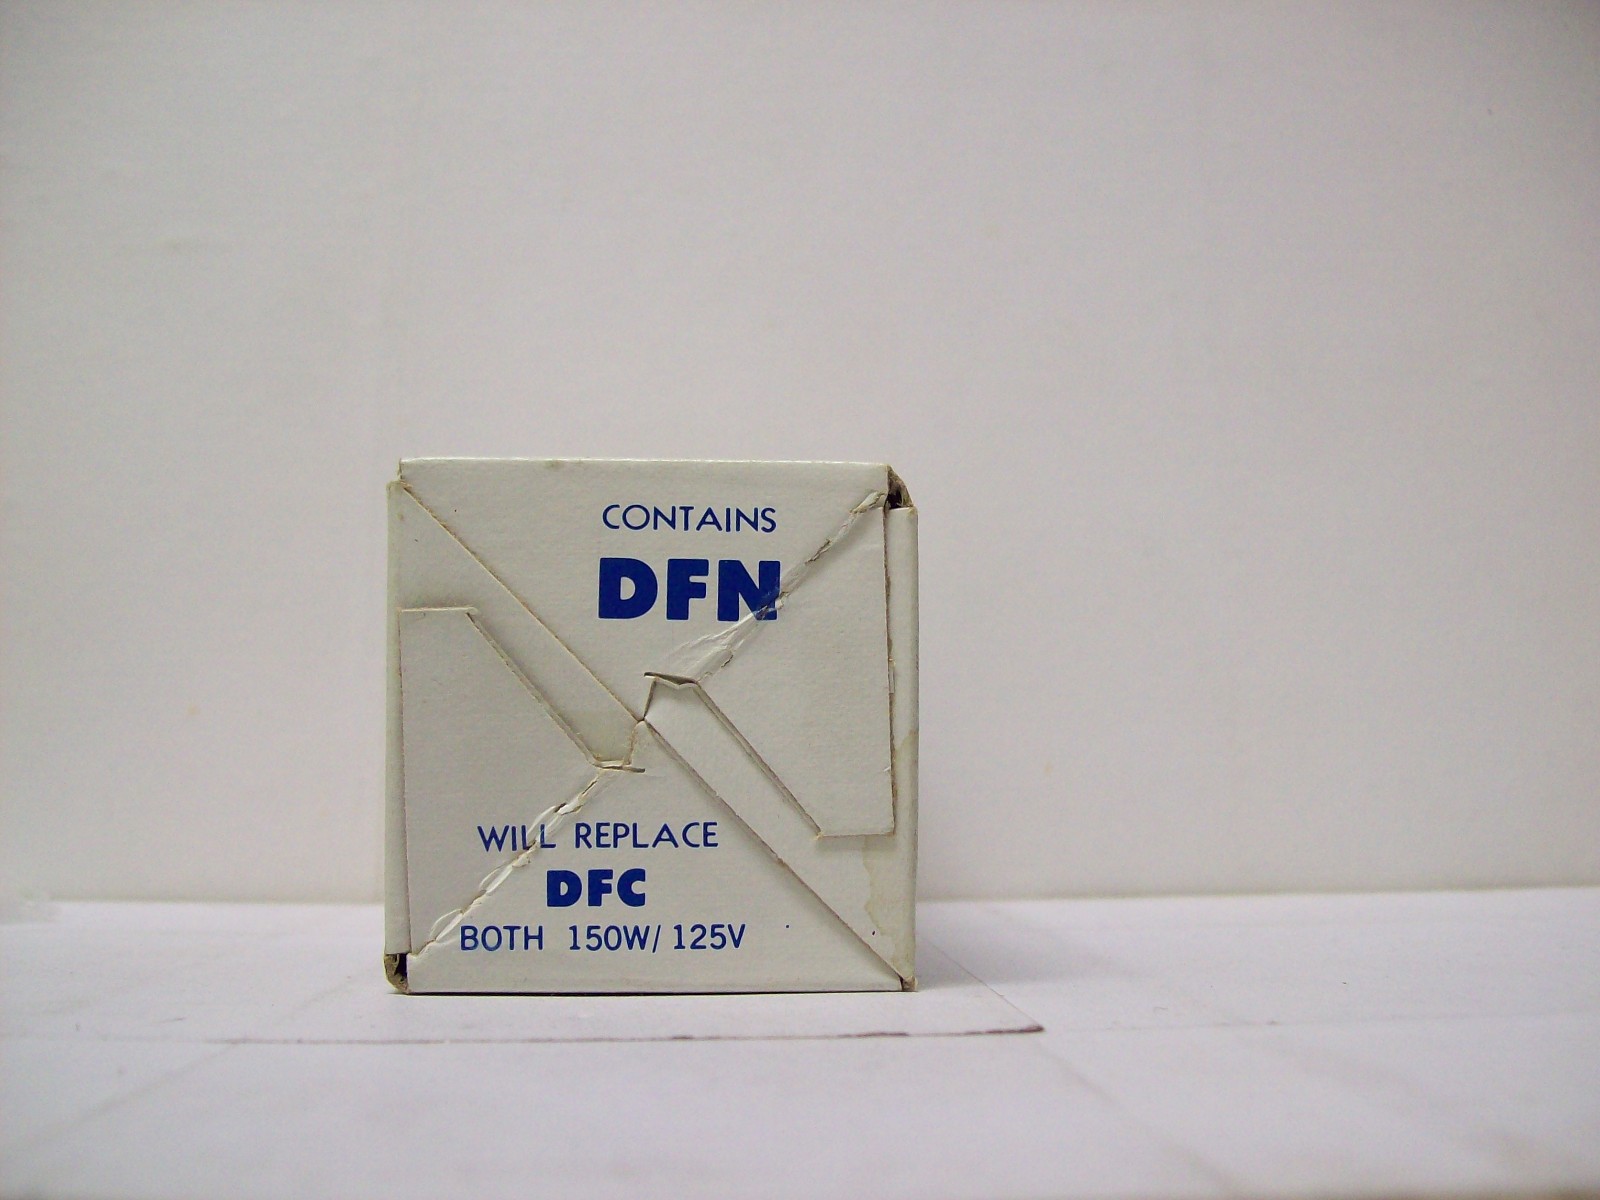 CONTAINS
DFN
WILL REPLACE
DFC
BOTH 150W/125V